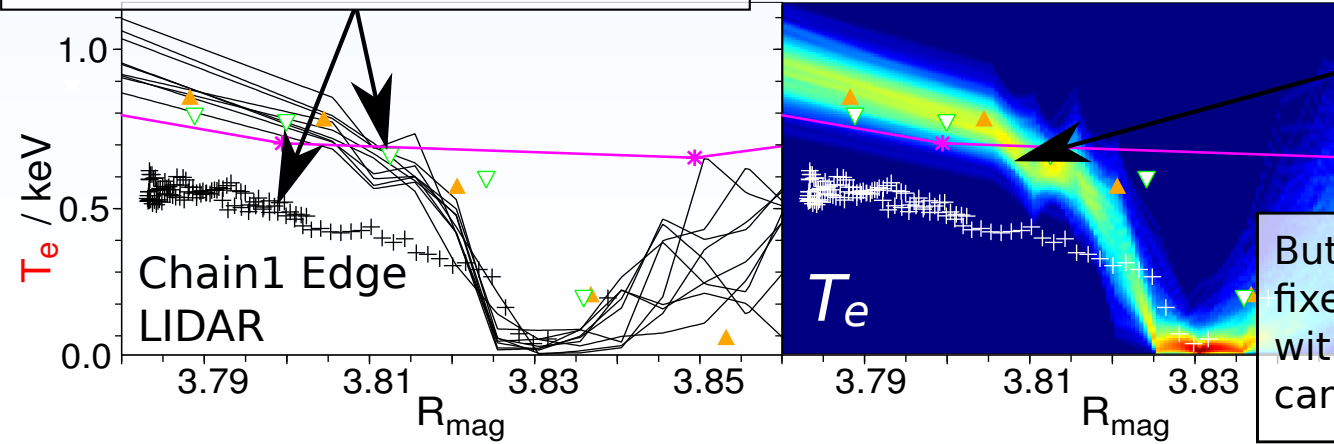 1.0
0.5
0.0
Te / keV
Chain1 Edge
LIDAR
3.79 3.81 3.83 3.85
Rmag
Te
3.79 3.81 3.83
Rmag
But
fixe
wit
can